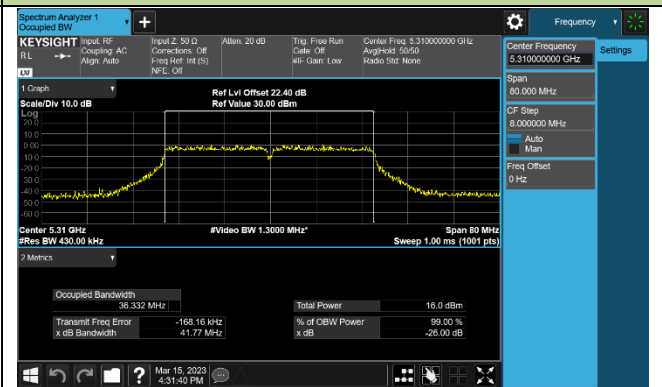 Spectrum Analyzer 1
Occupied BW
+
Frequency
KEYSIGHT
RL
LXI
Input: RF
Coupling: AC
Align: Auto
Input Z: 50 Ω
Corrections: Off
Freq Ref: Int (S)
NFE: Off
Atten: 20 dB
Trig: Free Run
Gate: Off
#IF Gain: Low
Center Freq: 5.310000000 GHz
Avg|Hold: 50/50
Radio Std: None
Center Frequency
5.310000000 GHz
Settings
Span
80.000 MHz
CF Step
8.000000 MHz
Auto
Man
Freq Offset
0 Hz
1 Graph
Scale/Div 10.0 dB
Ref Lvl Offset 22.40 dB
Ref Value 30.00 dBm
Log
20.0
10.0
0.00
-10.0
-20.0
-30.0
-40.0
-50.0
-60.0
Center 5.31 GHz
#Video BW 1.3000 MHz*
Span 80 MHz
#Res BW 430.00 kHz
Sweep 1.00 ms (1001 pts)
2 Metrics
Occupied Bandwidth
36.332 MHz
Total Power
16.0 dBm
Transmit Freq Error
-168.16 kHz
% of OBW Power
99.00 %
x dB Bandwidth
41.77 MHz
x dB
-26.00 dB
?
Mar 15, 2023
4:31:40 PM